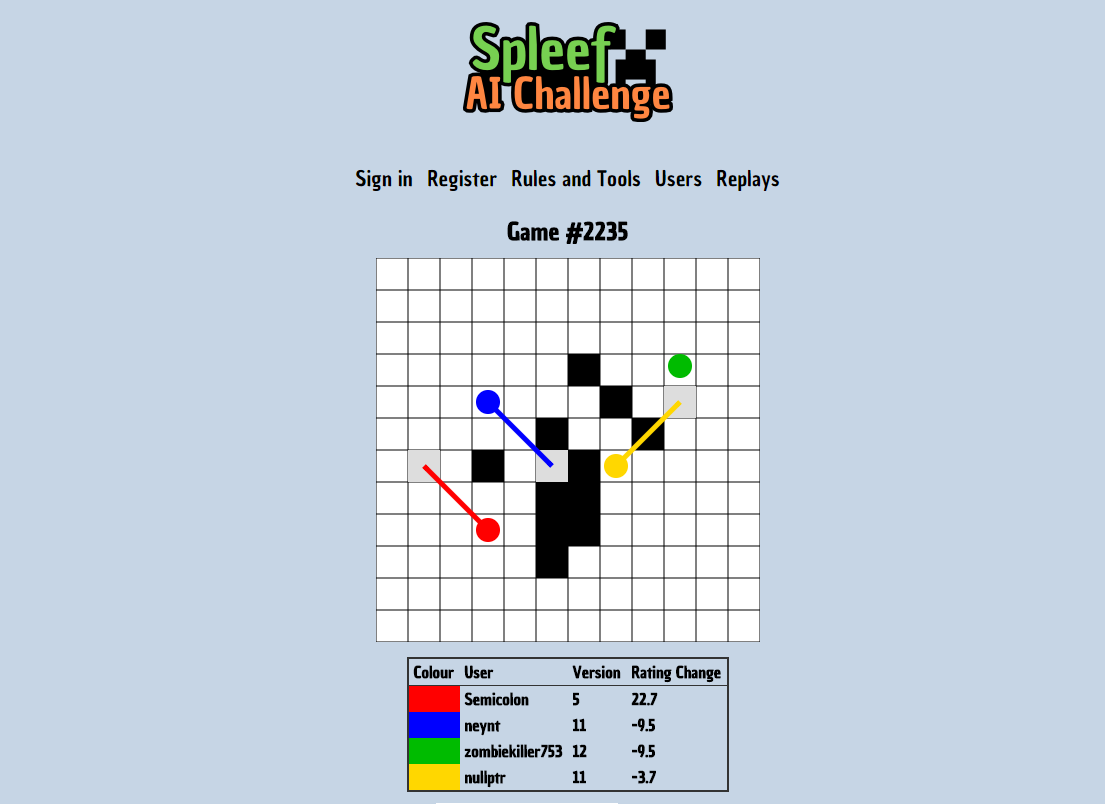 Spleef
AI Challenge
Sign in Register Rules and Tools Users Replays
Game #2235
Colour User Version Rating Change
Semicolon 5 22.7
neynt 11 -9.5
zombiekiller753 12 -9.5
nullptr 11 -3.7